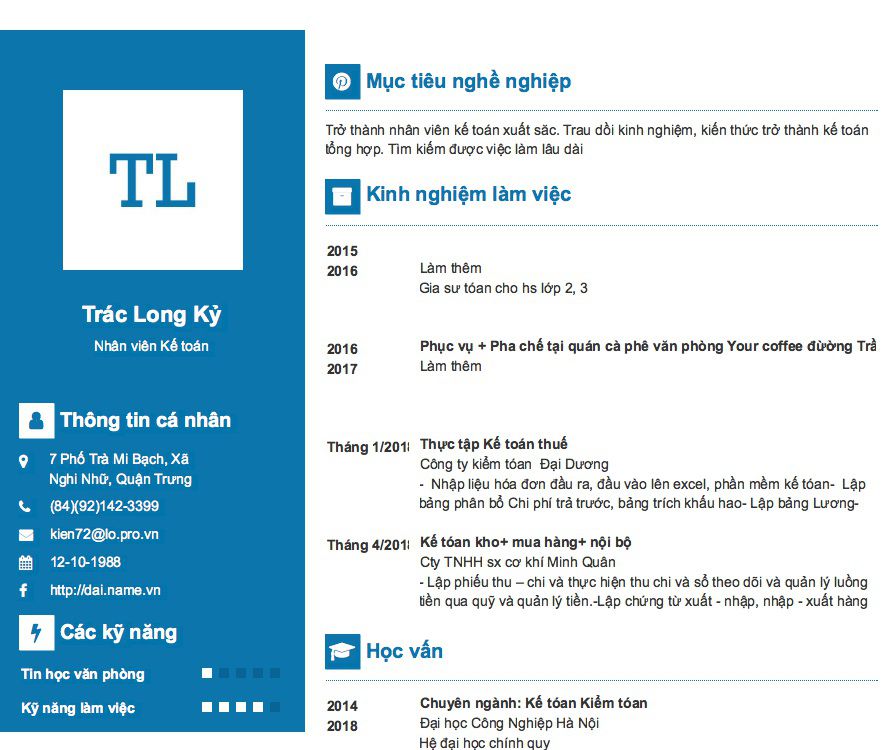 TL
Trác Long Kỷ
Nhân viên Kế toán
Thông tin cá nhân
7 Phố Trà Mi Bạch, Xã
Nghi Nhữ, Quận Trưng
(84)(92)142-3399
kien72@lo.pro.vn
12-10-1988
http://dai.name.vn
Các kỹ năng
Tin học văn phòng
Kỹ năng làm việc
Mục tiêu nghề nghiệp
Trở thành nhân viên kế toán xuất săc. Trau dồi kinh nghiệm, kiến thức trở thành kế toán
tổng hợp. Tìm kiếm được việc làm lâu dài
Kinh nghiệm làm việc
2015
2016
Làm thêm
Gia sư tóan cho hs lớp 2, 3
2016
2017
Phục vụ + Pha chế tại quán cà phê văn phòng Your coffee đường
Làm thêm
Tháng 1/2018
Thực tập Kế toán thuế
Công ty kiểm tóan Đại Dương
- Nhập liệu hóa đơn đầu ra, đầu vào lên excel, phần mềm kế tóan- Lập
bảng phân bổ Chi phí trả trước, bảng trích khấu hao- Lập bảng Lương-
Tháng 4/2018
Kế tóan kho+ mua hàng+ nội bộ
Cty TNHH sx cơ khí Minh Quân
- Lập phiếu thu – chi và thực hiện thu chi và sổ theo dõi và quản lý luồng
tiền qua quỹ và quản lý tiền.-Lập chứng từ xuất - nhập, nhập - xuất hàng
Học vấn
2014
2018
Chuyên ngành: Kế tóan Kiểm tóan
Đại học Công Nghiệp Hà Nội
Hệ đại học chính quy